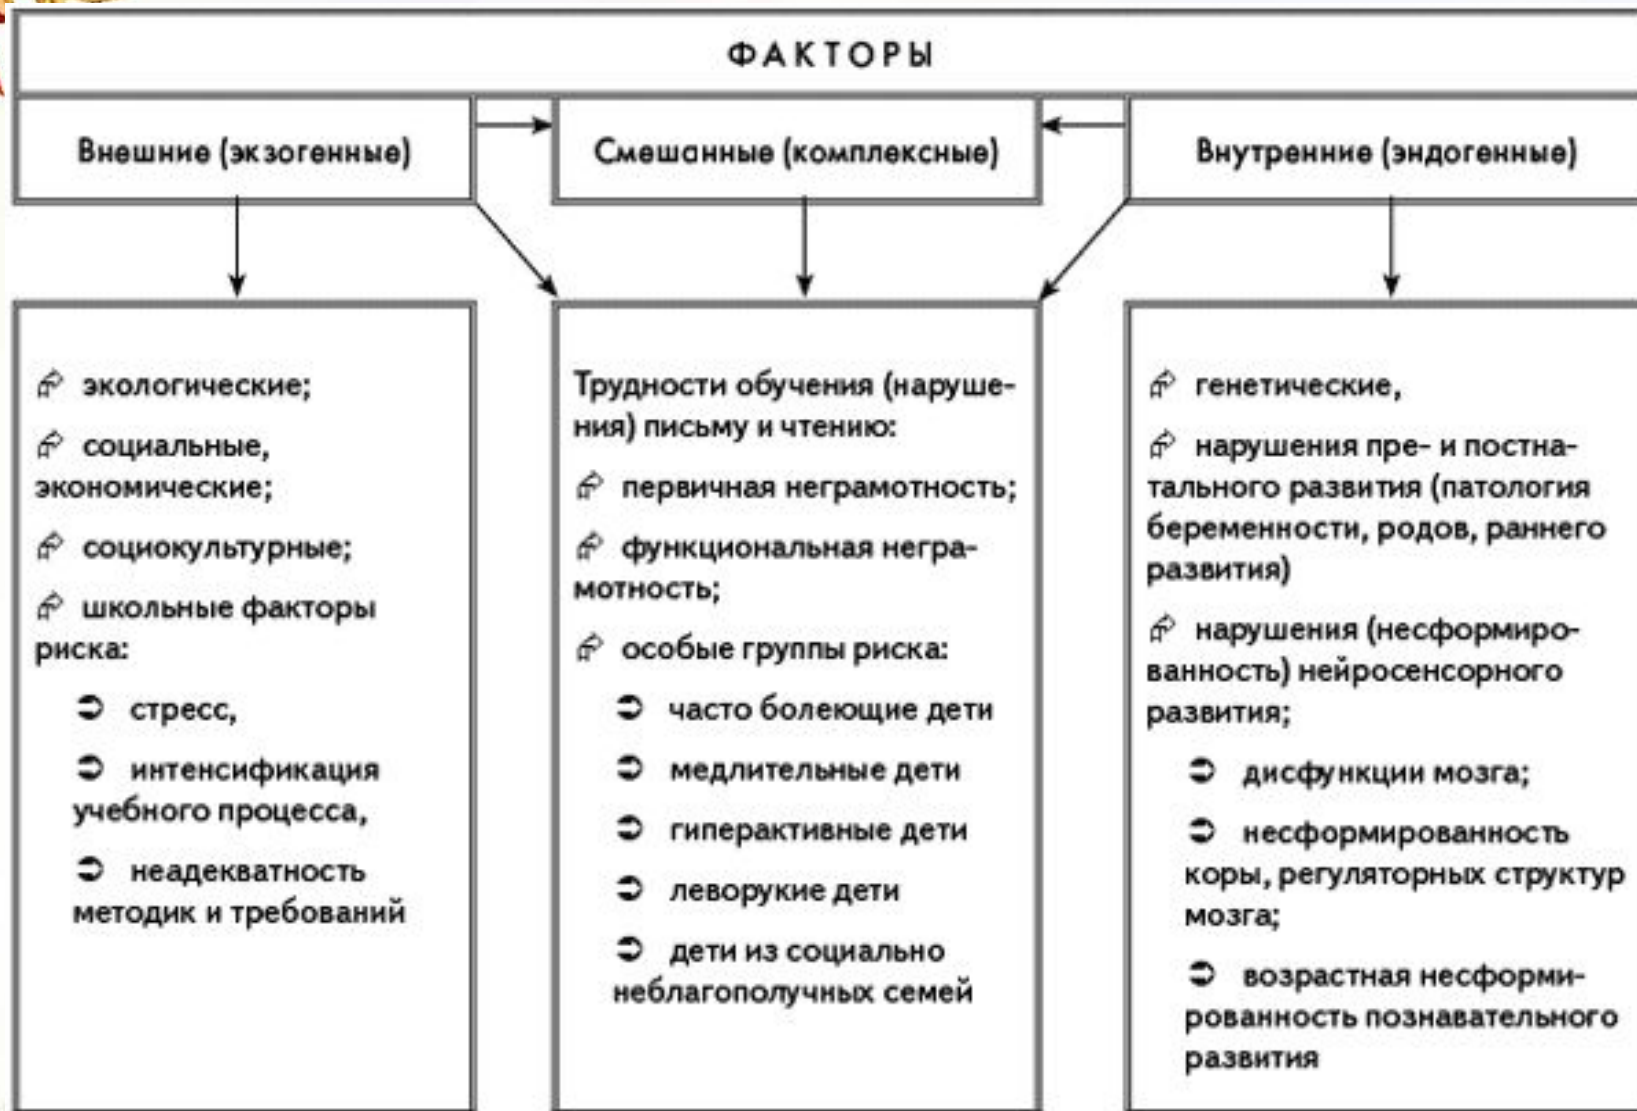 ФАКТОРЫ
Внешние (экзогенные)
Смешанные (комплексные)
Внутренние (эндогенные)
экологические;
социальные,
экономические;
социокультурные;
школьные факторы
риска:
стресс,
интенсификация
учебного процесса,
неадекватность
методик и требований
Трудности обучения (наруше-
ния) письму и чтению:
первичная неграмотность;
функциональная негра-
мотность;
особые группы риска:
часто болеющие дети
медлительные дети
гиперактивные дети
леворукие дети
дети из социально
неблагополучных семей
генетические,
нарушения пре- и постна-
тального развития (патология
беременности, родов, раннего
развития)
нарушения (несформиро-
ванность) нейросенсорного
развития;
дисфункции мозга;
несформированность
коры, регуляторных структур
мозга;
возрастная несформи-
рованность познавательного
развития